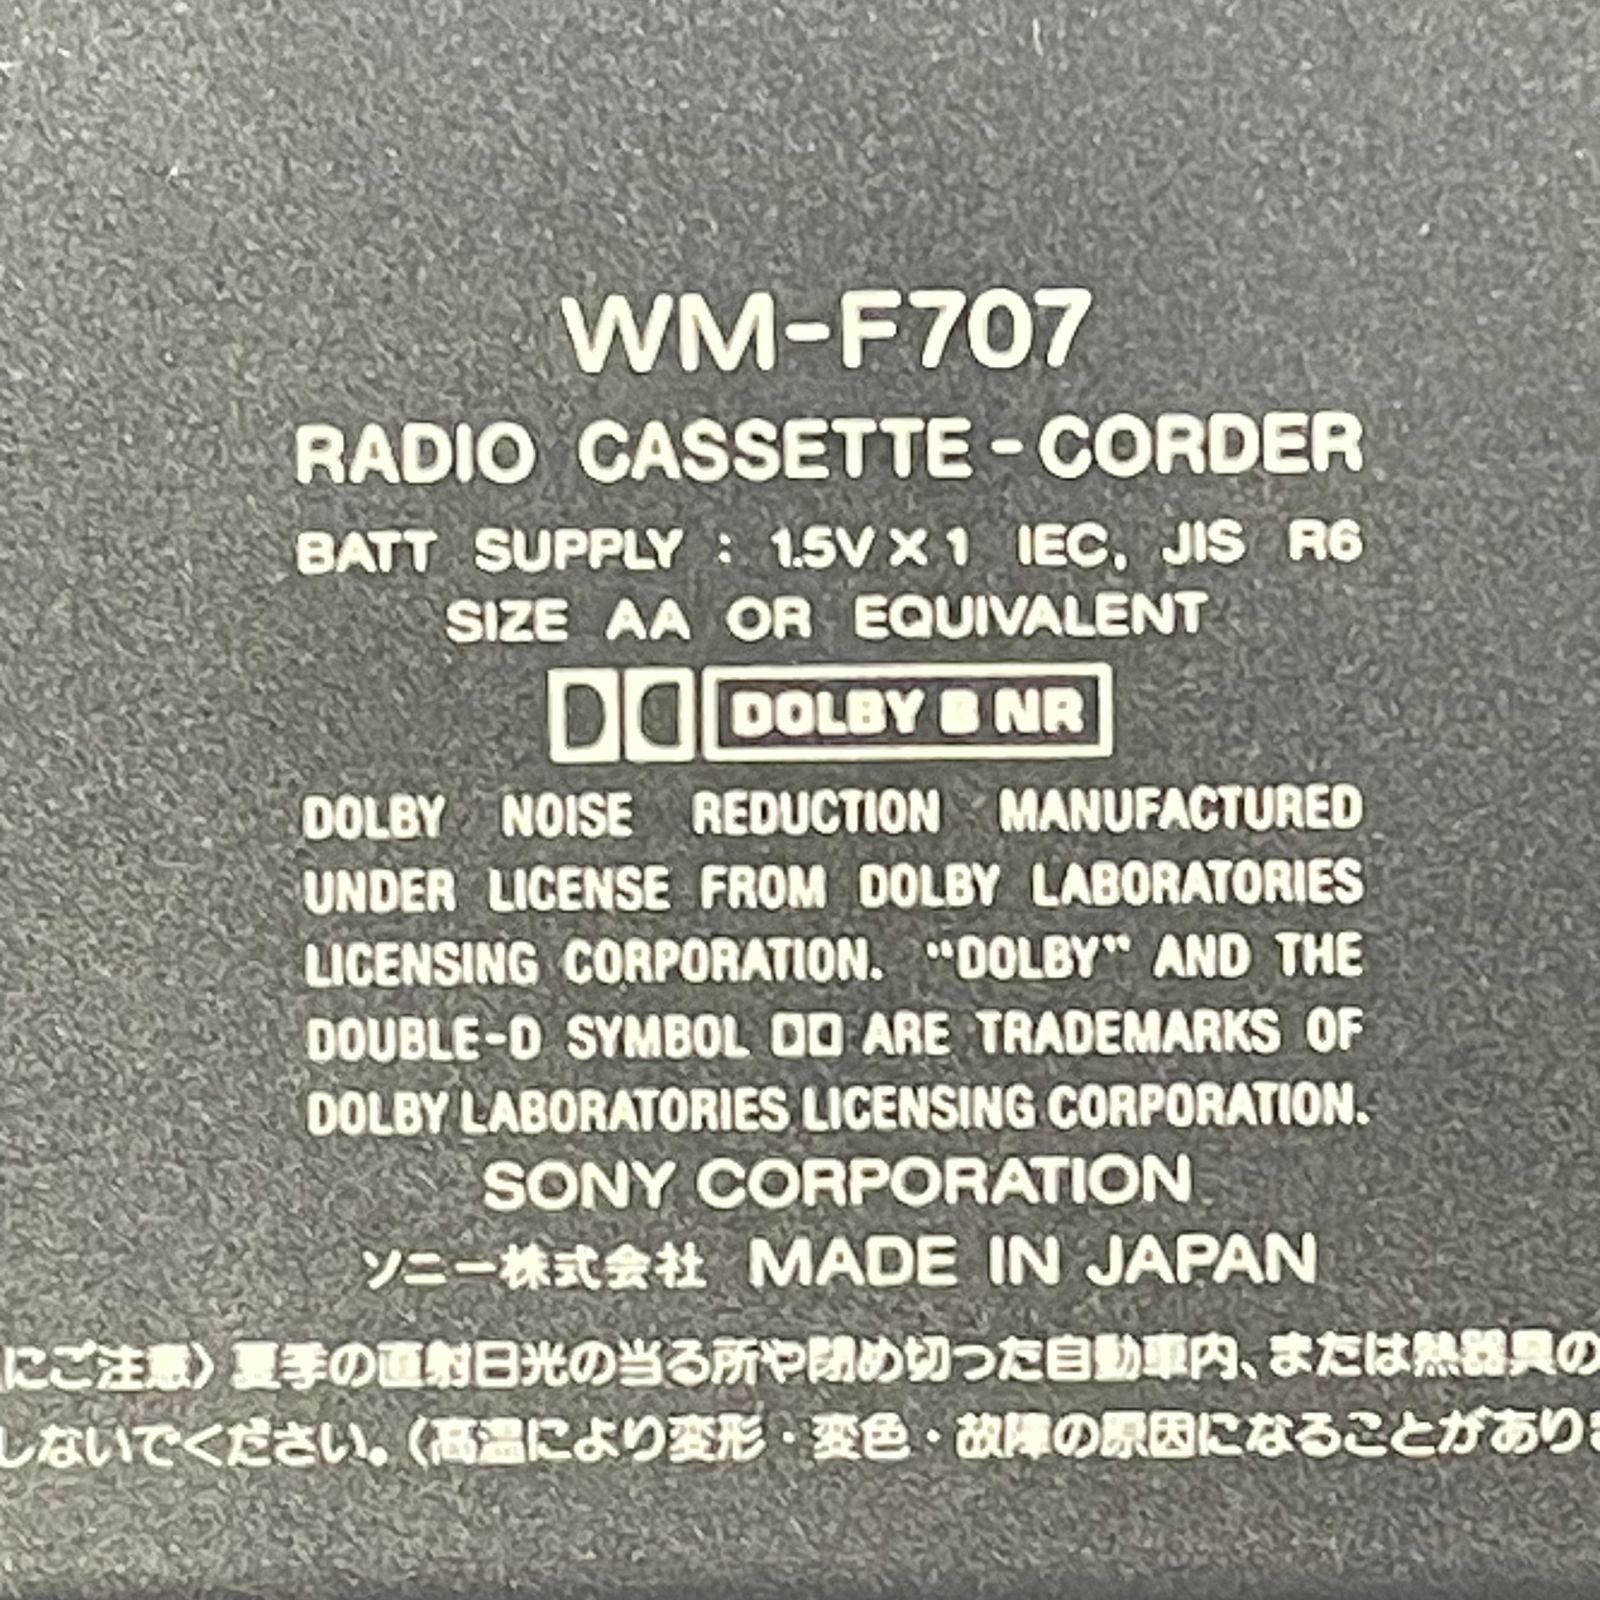 WM-F707
RADIO CASSETTE-CORDER
BATT SUPPLY : 1.5V×1 IEC, JIS R6
SIZE AA OR EQUIVALENT
DOLBY B NR
DOLBY NOISE REDUCTION MANUFACTURED
UNDER LICENSE FROM DOLBY LABORATORIES
LICENSING CORPORATION. “DOLBY” AND THE
DOUBLE-D SYMBOL ARE TRADEMARKS OF
DOLBY LABORATORIES LICENSING CORPORATION.
SONY CORPORATION
ソニー株式会社 MADE IN JAPAN
にご注意〉夏季の直射日光の当る所や閉め切った自動車内、または熱器具の
しないでください。（高温により変形・変色・故障の原因になることがあり